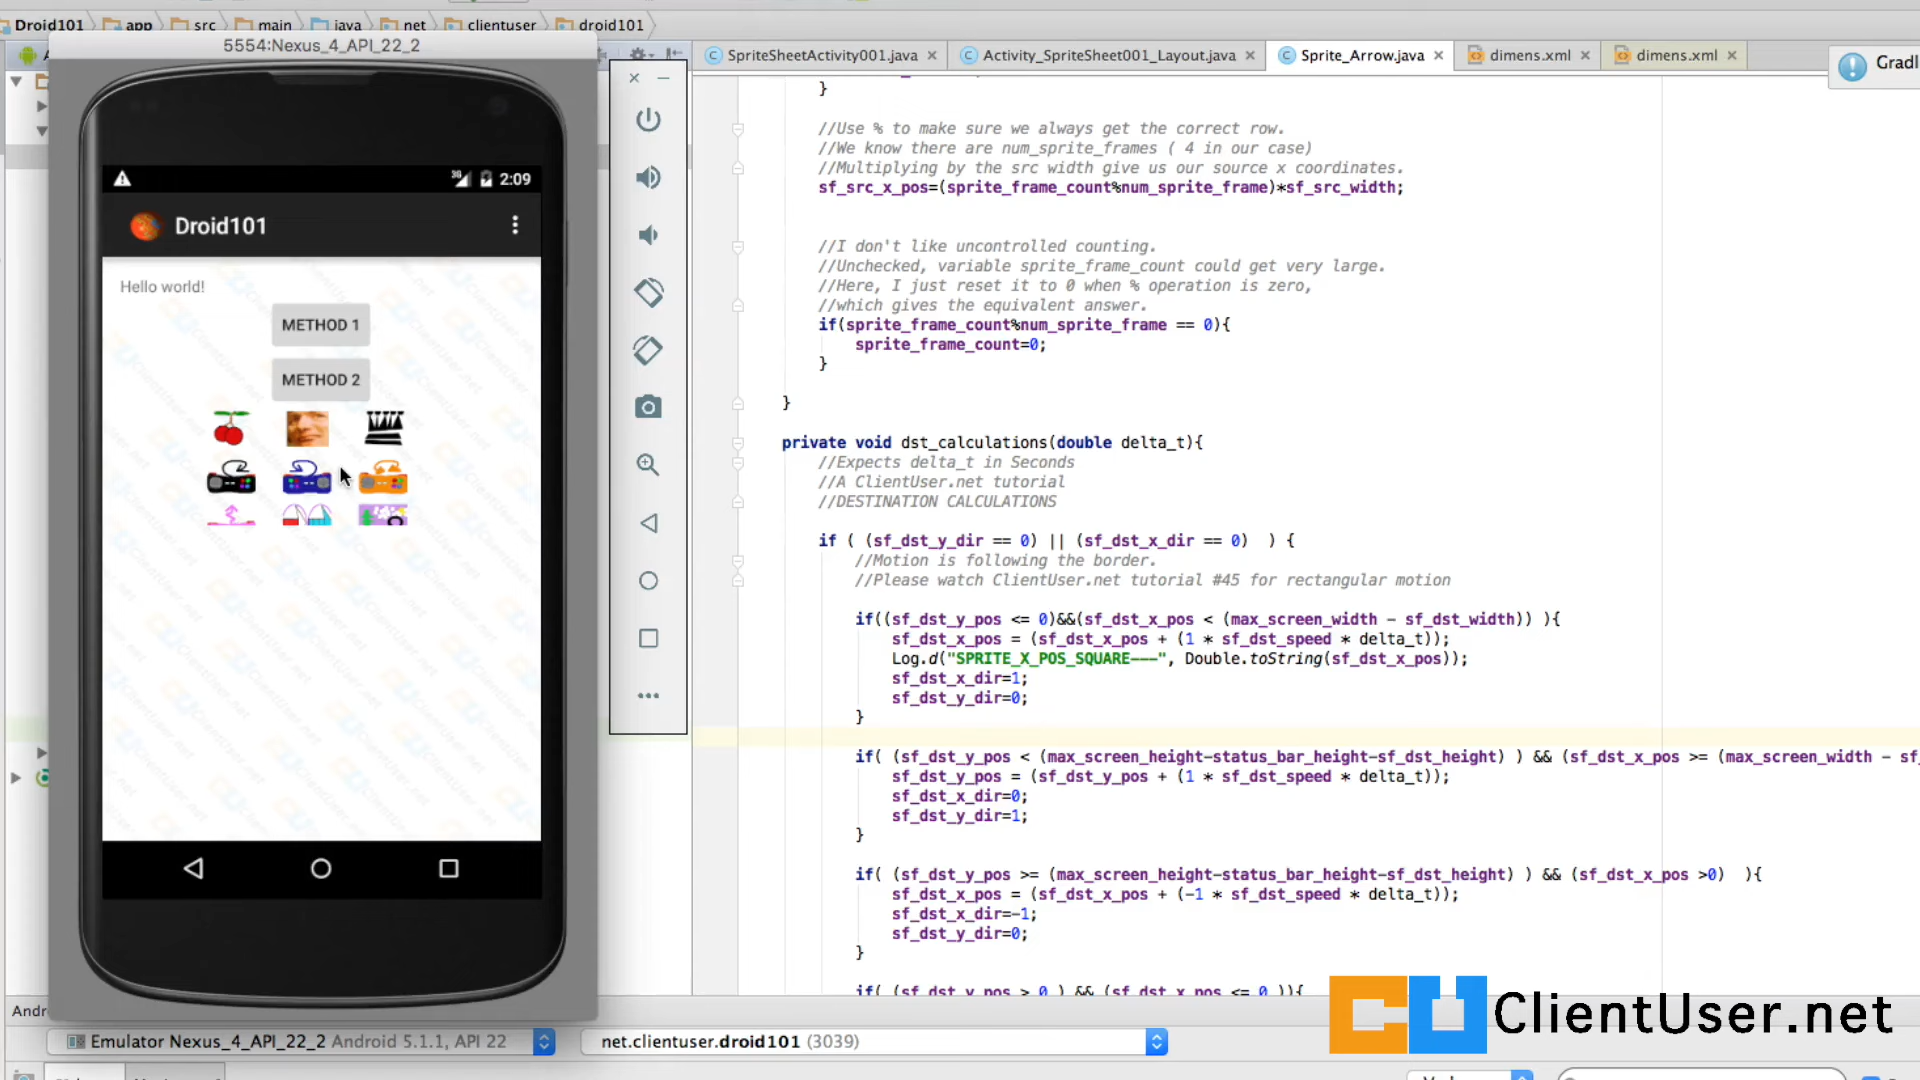 Droid101 app src main java net clientuser droid101
5554:Nexus_4_API_22_2
SpriteSheetActivity001.java Activity_SpriteSheet001_Layout.java Sprite_Arrow.java dimens.xml dimens.xml
Gradl
3G 2:09
Droid101
Hello world!
METHOD 1
METHOD 2
}
//Use % to make sure we always get the correct row.
//We know there are num_sprite_frames ( 4 in our case)
//Multiplying by the src width give us our source x coordinates.
sf_src_x_pos=(sprite_frame_count%num_sprite_frame)*sf_src_width;
//I don't like uncontrolled counting.
//Unchecked, variable sprite_frame_count could get very large.
//Here, I just reset it to 0 when % operation is zero,
//which gives the equivalent answer.
if(sprite_frame_count%num_sprite_frame == 0){
sprite_frame_count=0;
}
}
private void dst_calculations(double delta_t){
//Expects delta_t in Seconds
//A ClientUser.net tutorial
//DESTINATION CALCULATIONS
if ( (sf_dst_y_dir == 0) || (sf_dst_x_dir == 0)  ) {
//Motion is following the border.
//Please watch ClientUser.net tutorial #45 for rectangular motion
if((sf_dst_y_pos <= 0)&&(sf_dst_x_pos < (max_screen_width - sf_dst_width)) ){
sf_dst_x_pos = (sf_dst_x_pos + (1 * sf_dst_speed * delta_t));
Log.d("SPRITE_X_POS_SQUARE---", Double.toString(sf_dst_x_pos));
sf_dst_x_dir=1;
sf_dst_y_dir=0;
}
if( (sf_dst_y_pos < (max_screen_height-status_bar_height-sf_dst_height) ) && (sf_dst_x_pos >= (max_screen_width - sf
sf_dst_y_pos = (sf_dst_y_pos + (1 * sf_dst_speed * delta_t));
sf_dst_x_dir=0;
sf_dst_y_dir=1;
}
if( (sf_dst_y_pos >= (max_screen_height-status_bar_height-sf_dst_height) ) && (sf_dst_x_pos >0)  ){
sf_dst_x_pos = (sf_dst_x_pos + (-1 * sf_dst_speed * delta_t));
sf_dst_x_dir=-1;
sf_dst_y_dir=0;
}
if( (sf_dst_y_pos > 0 ) && (sf_dst_x_pos <= 0 )){
Andr
ClientUser.net
Emulator Nexus_4_API_22_2 Android 5.1.1, API 22 net.clientuser.droid101 (3039)